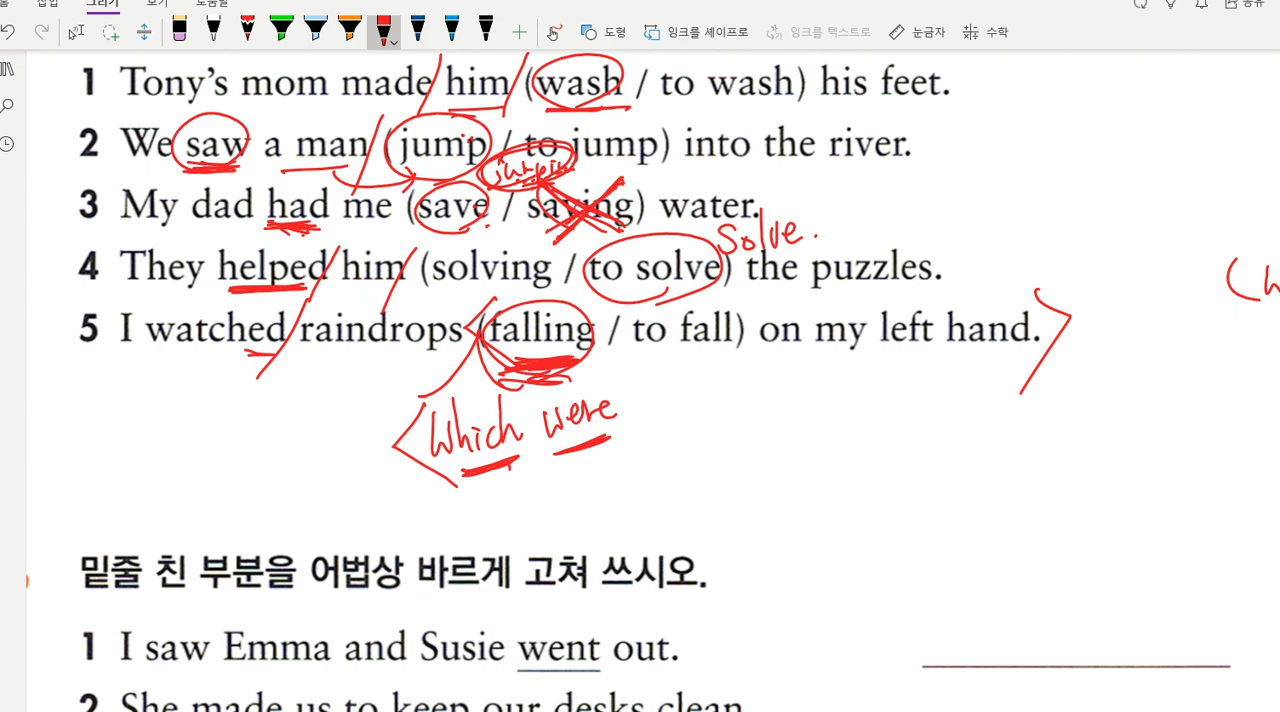 홈 삽입 그리기 보기 도움말 공유
도형 잉크를 셰이프로 잉크를 텍스트로 눈금자 수학
1 Tony's mom made him (wash / to wash) his feet.
2 We saw a man (jump / to jump) into the river.
3 My dad had me (save / saving) water.
Solve.
4 They helped him (solving / to solve) the puzzles.
5 I watched raindrops (falling / to fall) on my left hand.
which were
밑줄 친 부분을 어법상 바르게 고쳐 쓰시오.
1 I saw Emma and Susie went out.
2 She made us to keep our desks clean